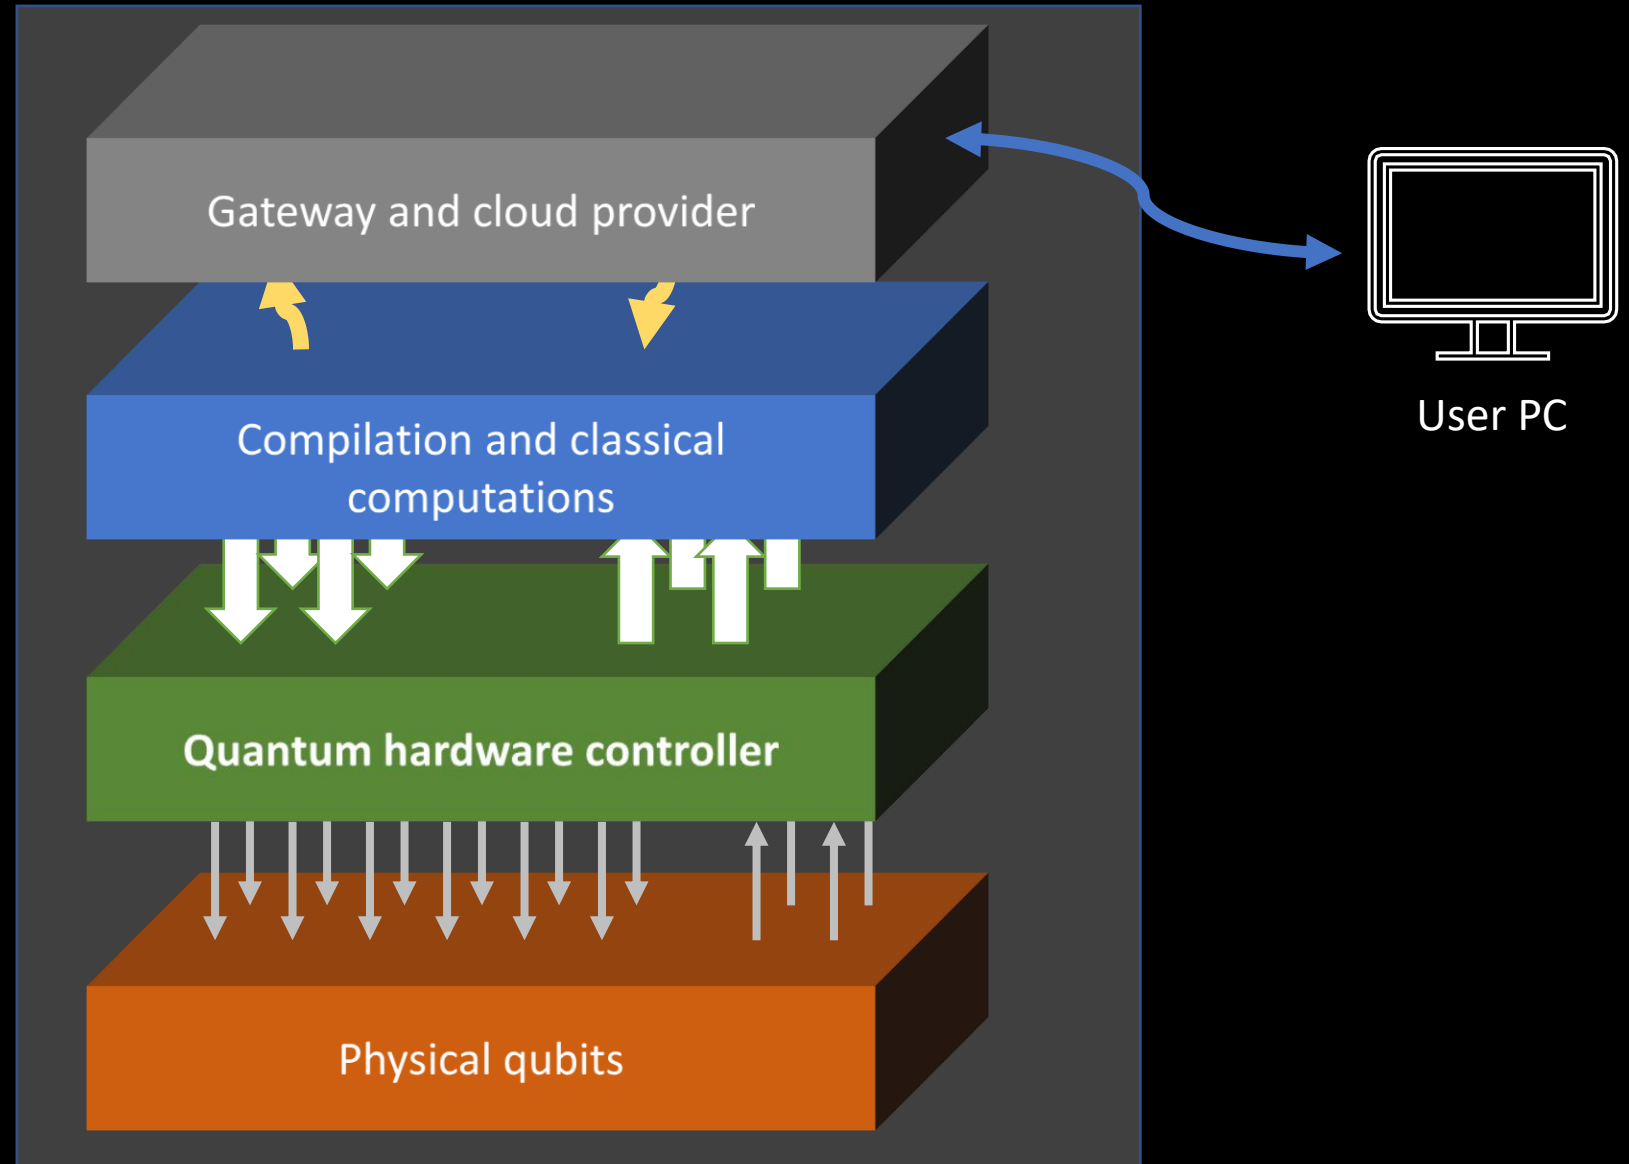 Gateway and cloud provider
User PC
Compilation and classical
computations
Quantum hardware controller
Physical qubits